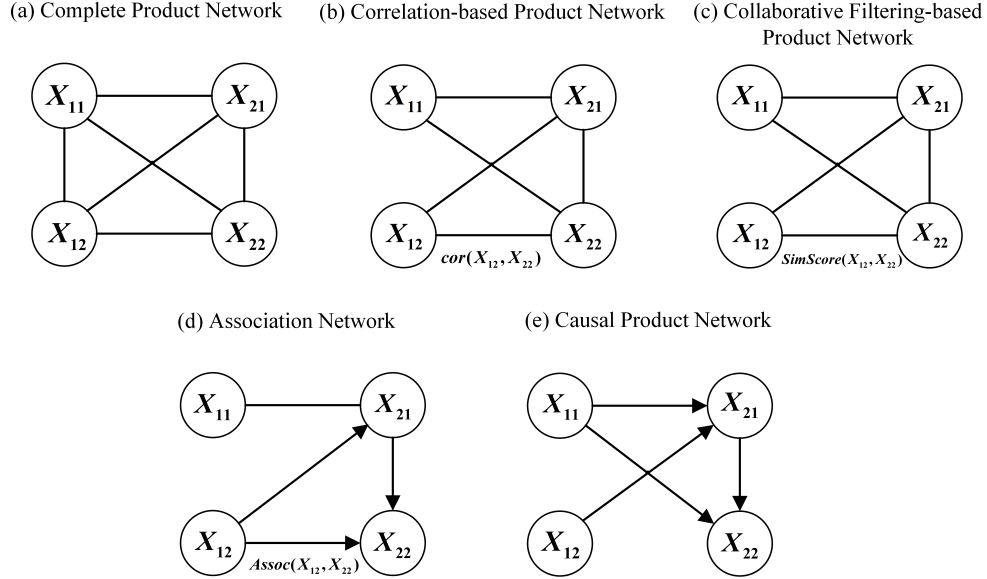 (a) Complete Product Network
(b) Correlation-based Product Network
(c) Collaborative Filtering-based
Product Network
X₁₁
X₂₁
X₁₂
X₂₂
X₁₁
X₂₁
X₁₂
X₂₂
cor(X₁₂, X₂₂)
X₁₁
X₂₁
X₁₂
X₂₂
SimScore(X₁₂, X₂₂)
(d) Association Network
(e) Causal Product Network
X₁₁
X₂₁
X₁₂
X₂₂
Assoc(X₁₂, X₂₂)
X₁₁
X₂₁
X₁₂
X₂₂